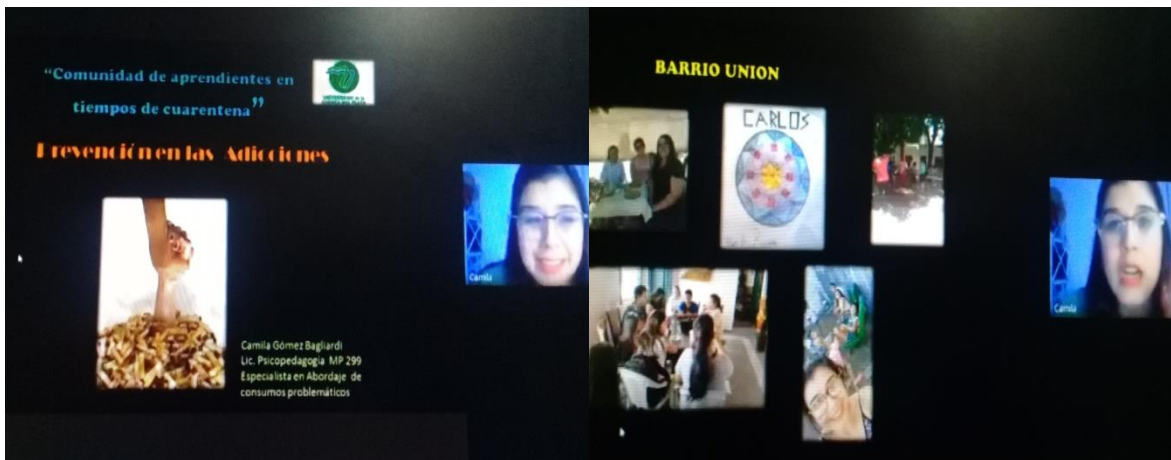 “Comunidad de aprendientes en
tiempos de cuarentena”
Prevención en las Adicciones
Camila
Camila Gómez Bagliardi
Lic. Psicopedagogía MP 299
Especialista en Abordaje de
consumos problemáticos
BARRIO UNION
CARLOS
Camila